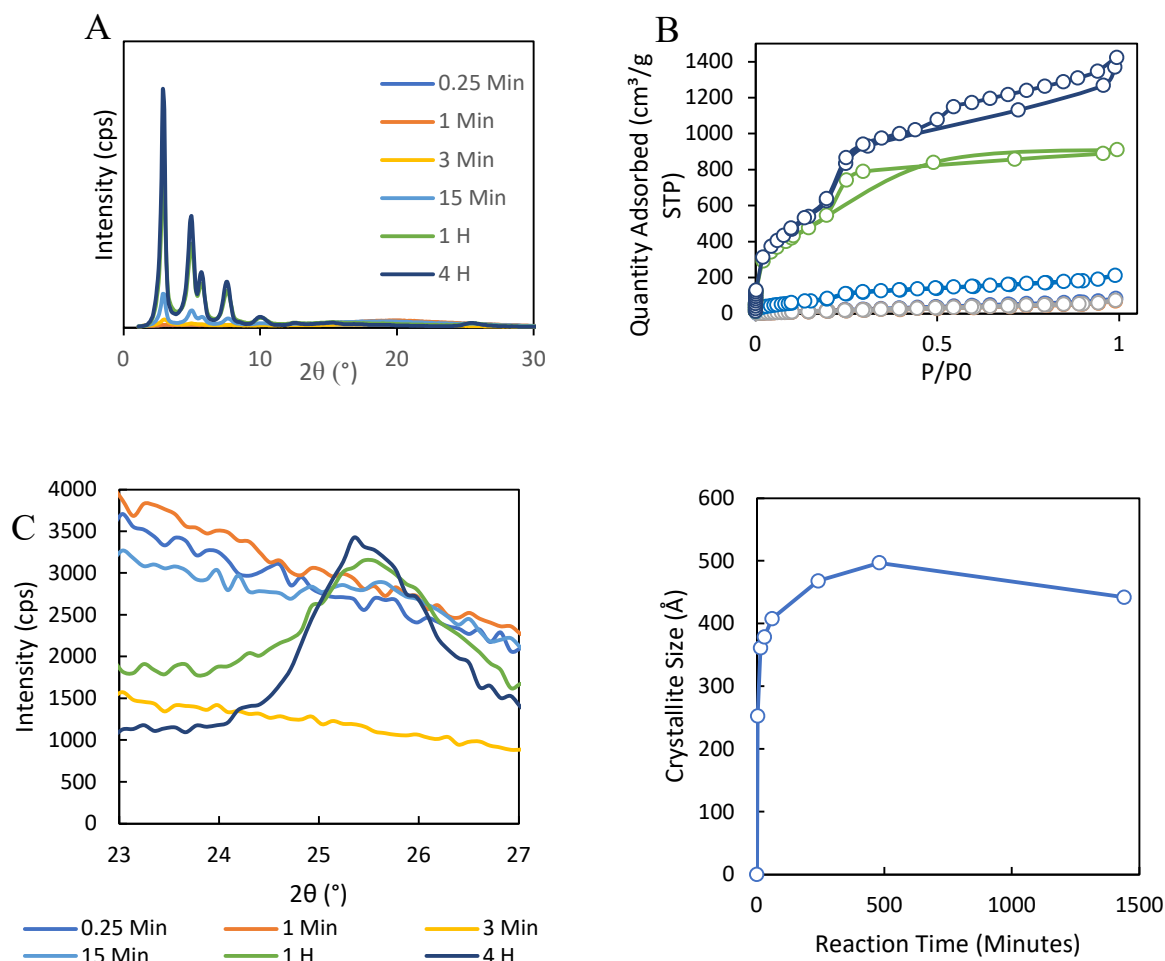 A
Intensity (cps)
0.25 Min
1 Min
3 Min
15 Min
1 H
4 H
0
10
20
30
2θ (°)
B
Quantity Adsorbed (cm³/g
STP)
1400
1200
1000
800
600
400
200
0
0
0.5
1
P/P0
C
Intensity (cps)
4000
3500
3000
2500
2000
1500
1000
500
0
23
24
25
26
27
2θ (°)
0.25 Min
1 Min
3 Min
15 Min
1 H
4 H
Crystallite Size (Å)
600
500
400
300
200
100
0
0
500
1000
1500
Reaction Time (Minutes)